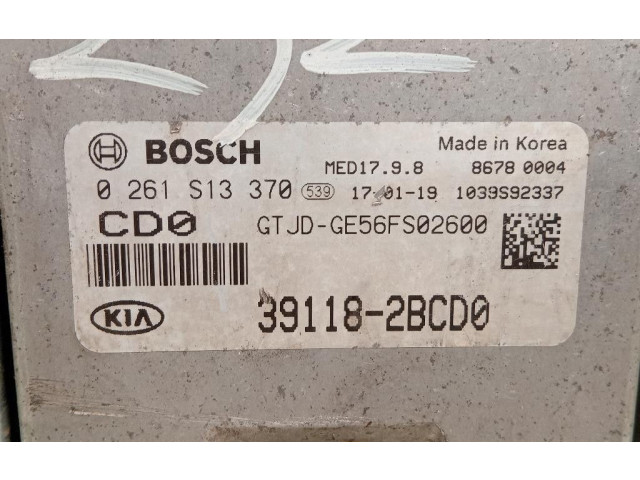 BOSCH
Made in Korea
MED17.9.8 8678 0004
0 261 S13 370 539 17-01-19 1039S92337
CD0 GTJD-GE56FS02600
KIA 39118-2BCD0